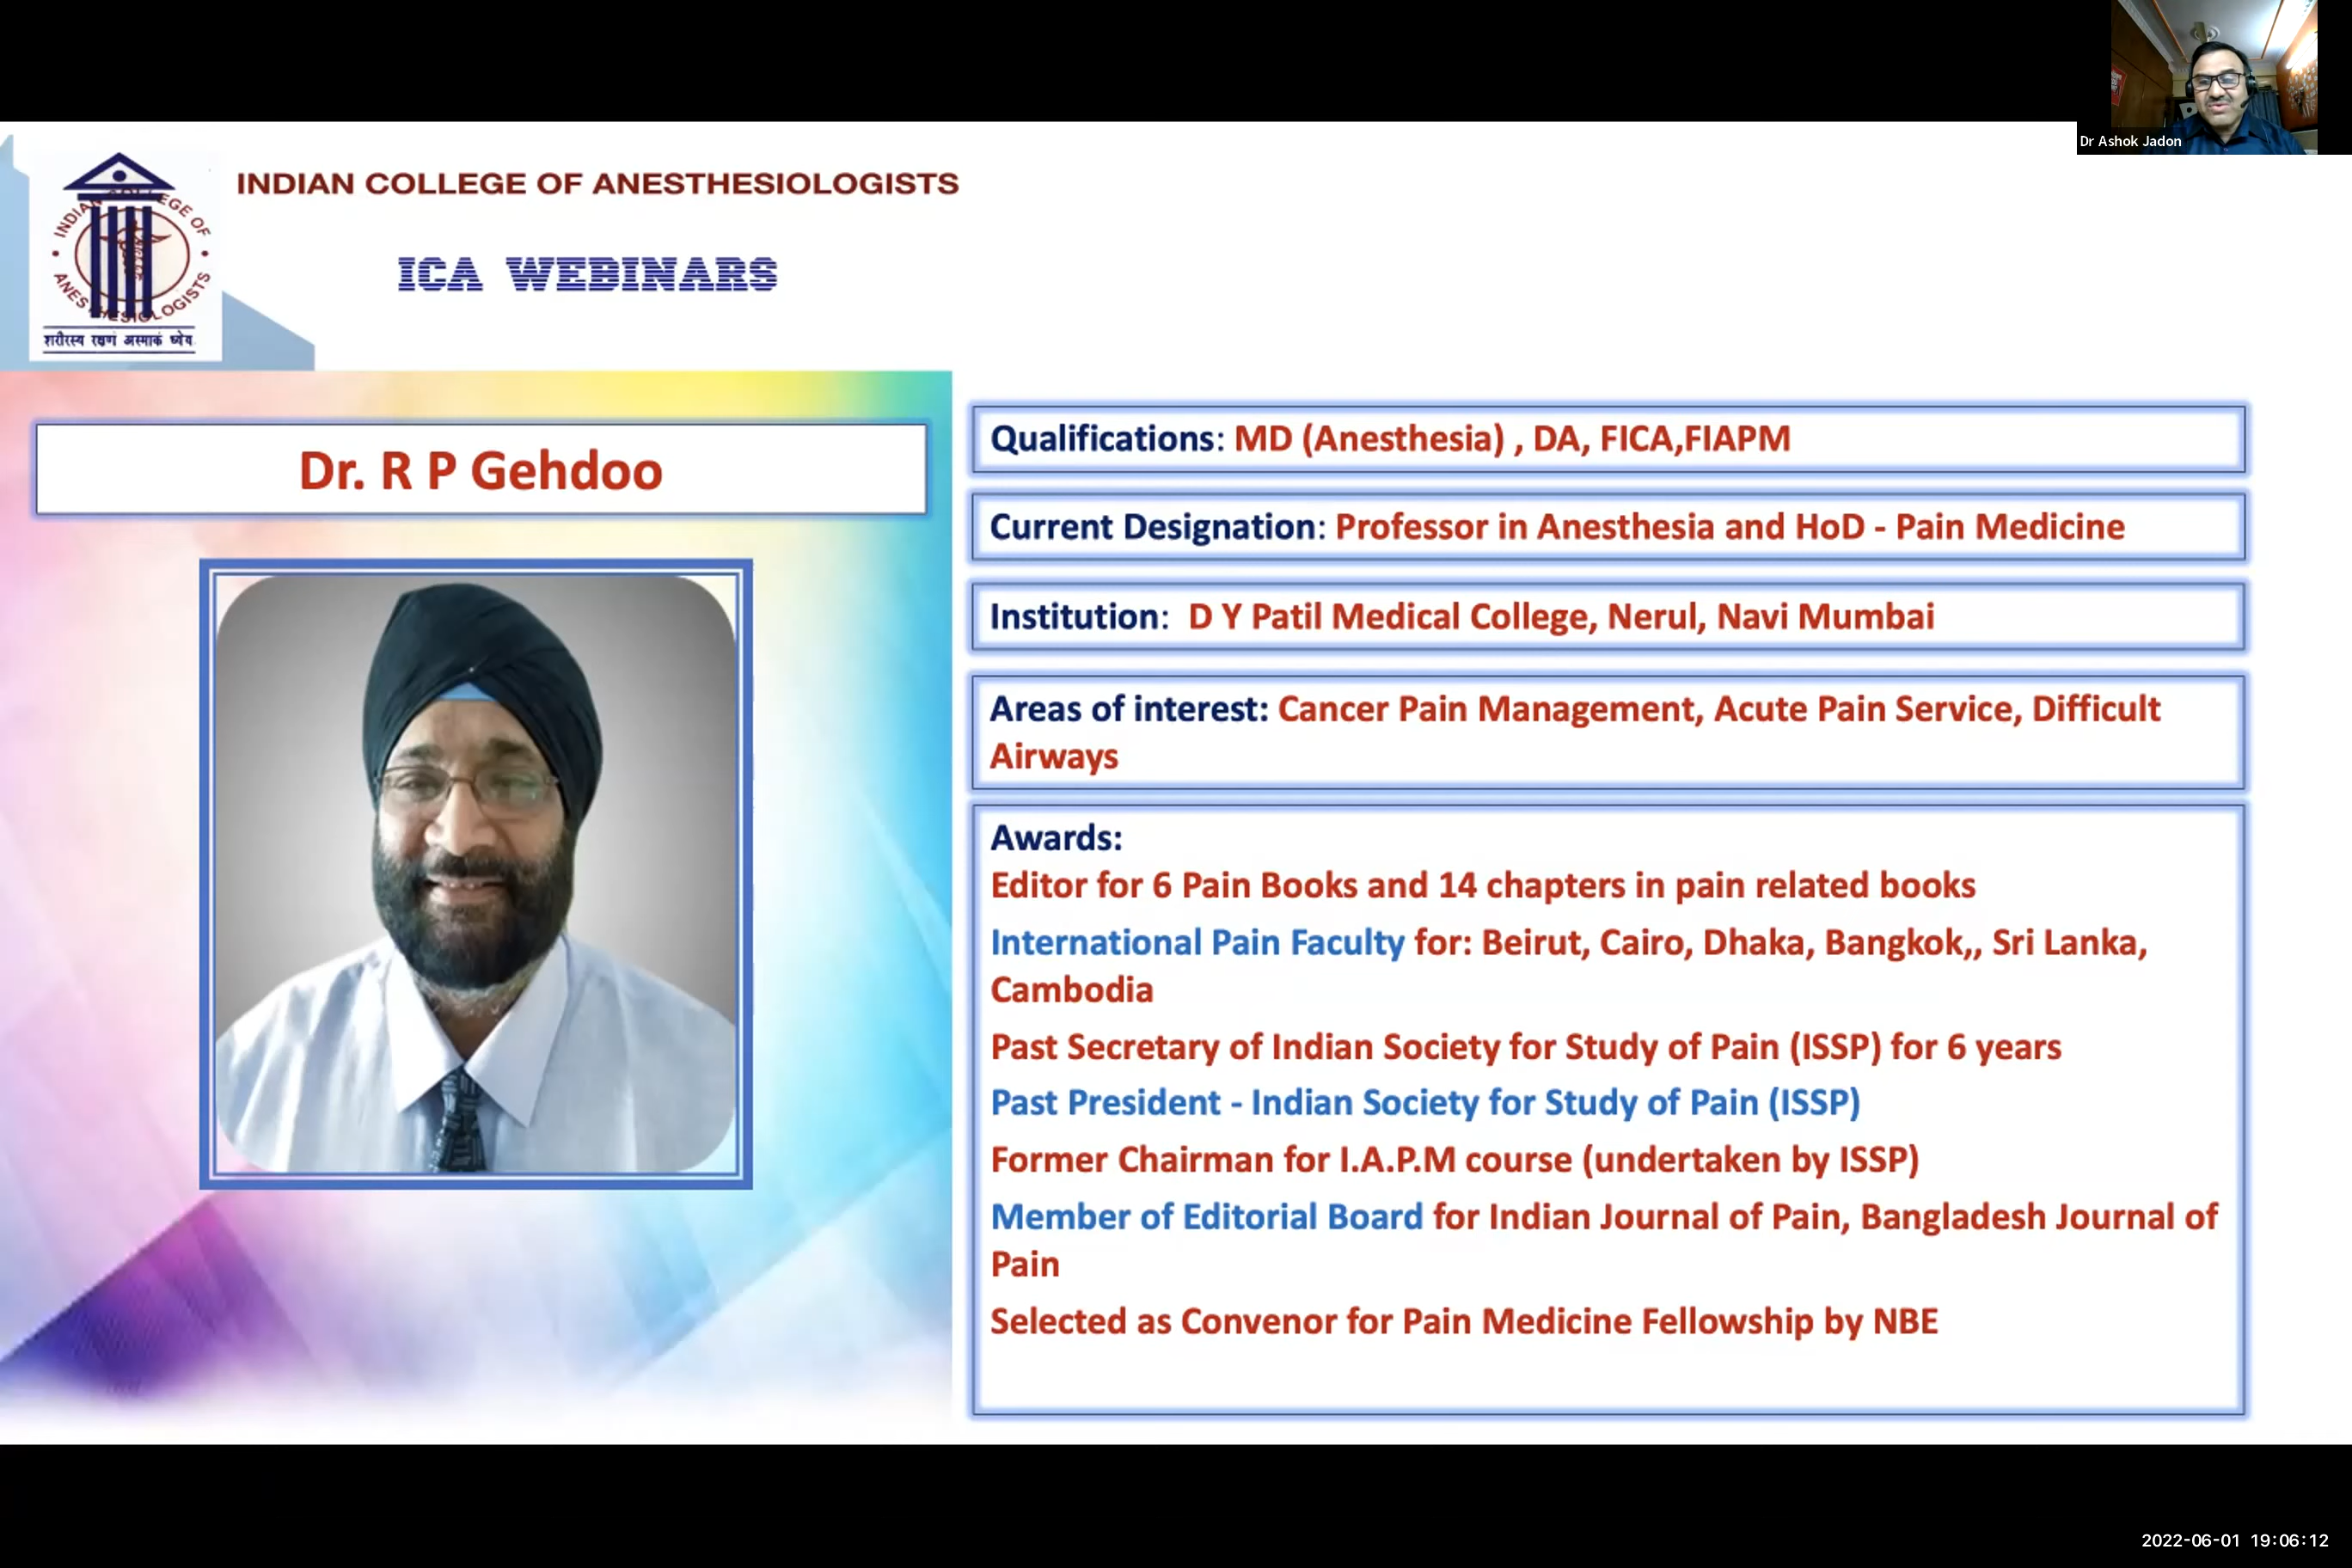 Dr Ashok Jadon
INDIAN COLLEGE OF ANESTHESIOLOGISTS
ICA WEBINARS
INDIAN COLLEGE OF
ANESTHESIOLOGISTS
शरीरस्य रक्षणं अस्माकं ध्येय
Dr. R P Gehdoo
Qualifications: MD (Anesthesia) , DA, FICA,FIAPM
Current Designation: Professor in Anesthesia and HoD - Pain Medicine
Institution: D Y Patil Medical College, Nerul, Navi Mumbai
Areas of interest: Cancer Pain Management, Acute Pain Service, Difficult
Airways
Awards:
Editor for 6 Pain Books and 14 chapters in pain related books
International Pain Faculty for: Beirut, Cairo, Dhaka, Bangkok,, Sri Lanka,
Cambodia
Past Secretary of Indian Society for Study of Pain (ISSP) for 6 years
Past President - Indian Society for Study of Pain (ISSP)
Former Chairman for I.A.P.M course (undertaken by ISSP)
Member of Editorial Board for Indian Journal of Pain, Bangladesh Journal of
Pain
Selected as Convenor for Pain Medicine Fellowship by NBE
2022-06-01 19:06:12